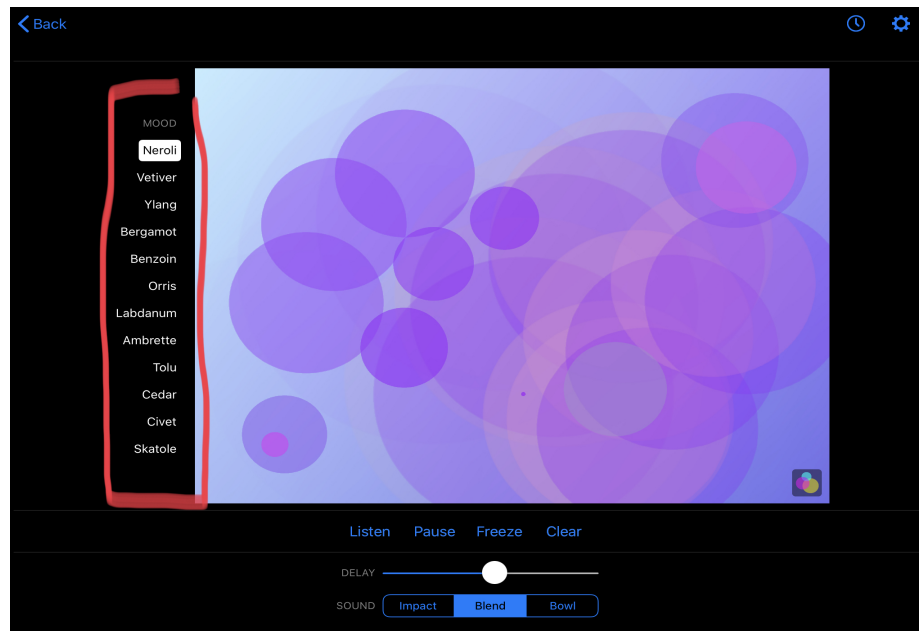 Back
MOOD
Neroli
Vetiver
Ylang
Bergamot
Benzoin
Orris
Labdanum
Ambrette
Tolu
Cedar
Civet
Skatole
Listen Pause Freeze Clear
DELAY
SOUND Impact Blend Bowl